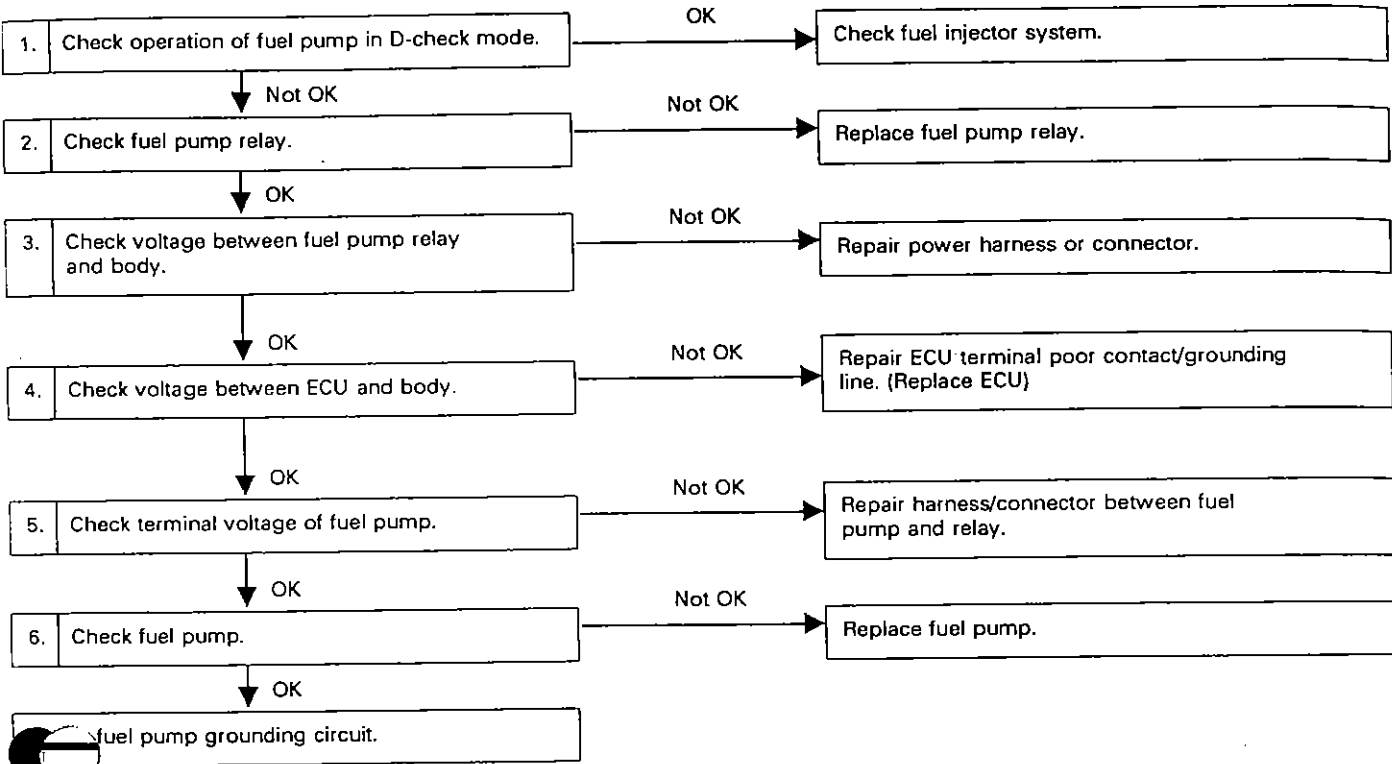 OK
1. Check operation of fuel pump in D-check mode.
Check fuel injector system.
Not OK
2. Check fuel pump relay.
Not OK
Replace fuel pump relay.
OK
3. Check voltage between fuel pump relay
and body.
Not OK
Repair power harness or connector.
OK
4. Check voltage between ECU and body.
Not OK
Repair ECU terminal poor contact/grounding
line. (Replace ECU)
OK
5. Check terminal voltage of fuel pump.
Not OK
Repair harness/connector between fuel
pump and relay.
OK
6. Check fuel pump.
Not OK
Replace fuel pump.
OK
fuel pump grounding circuit.